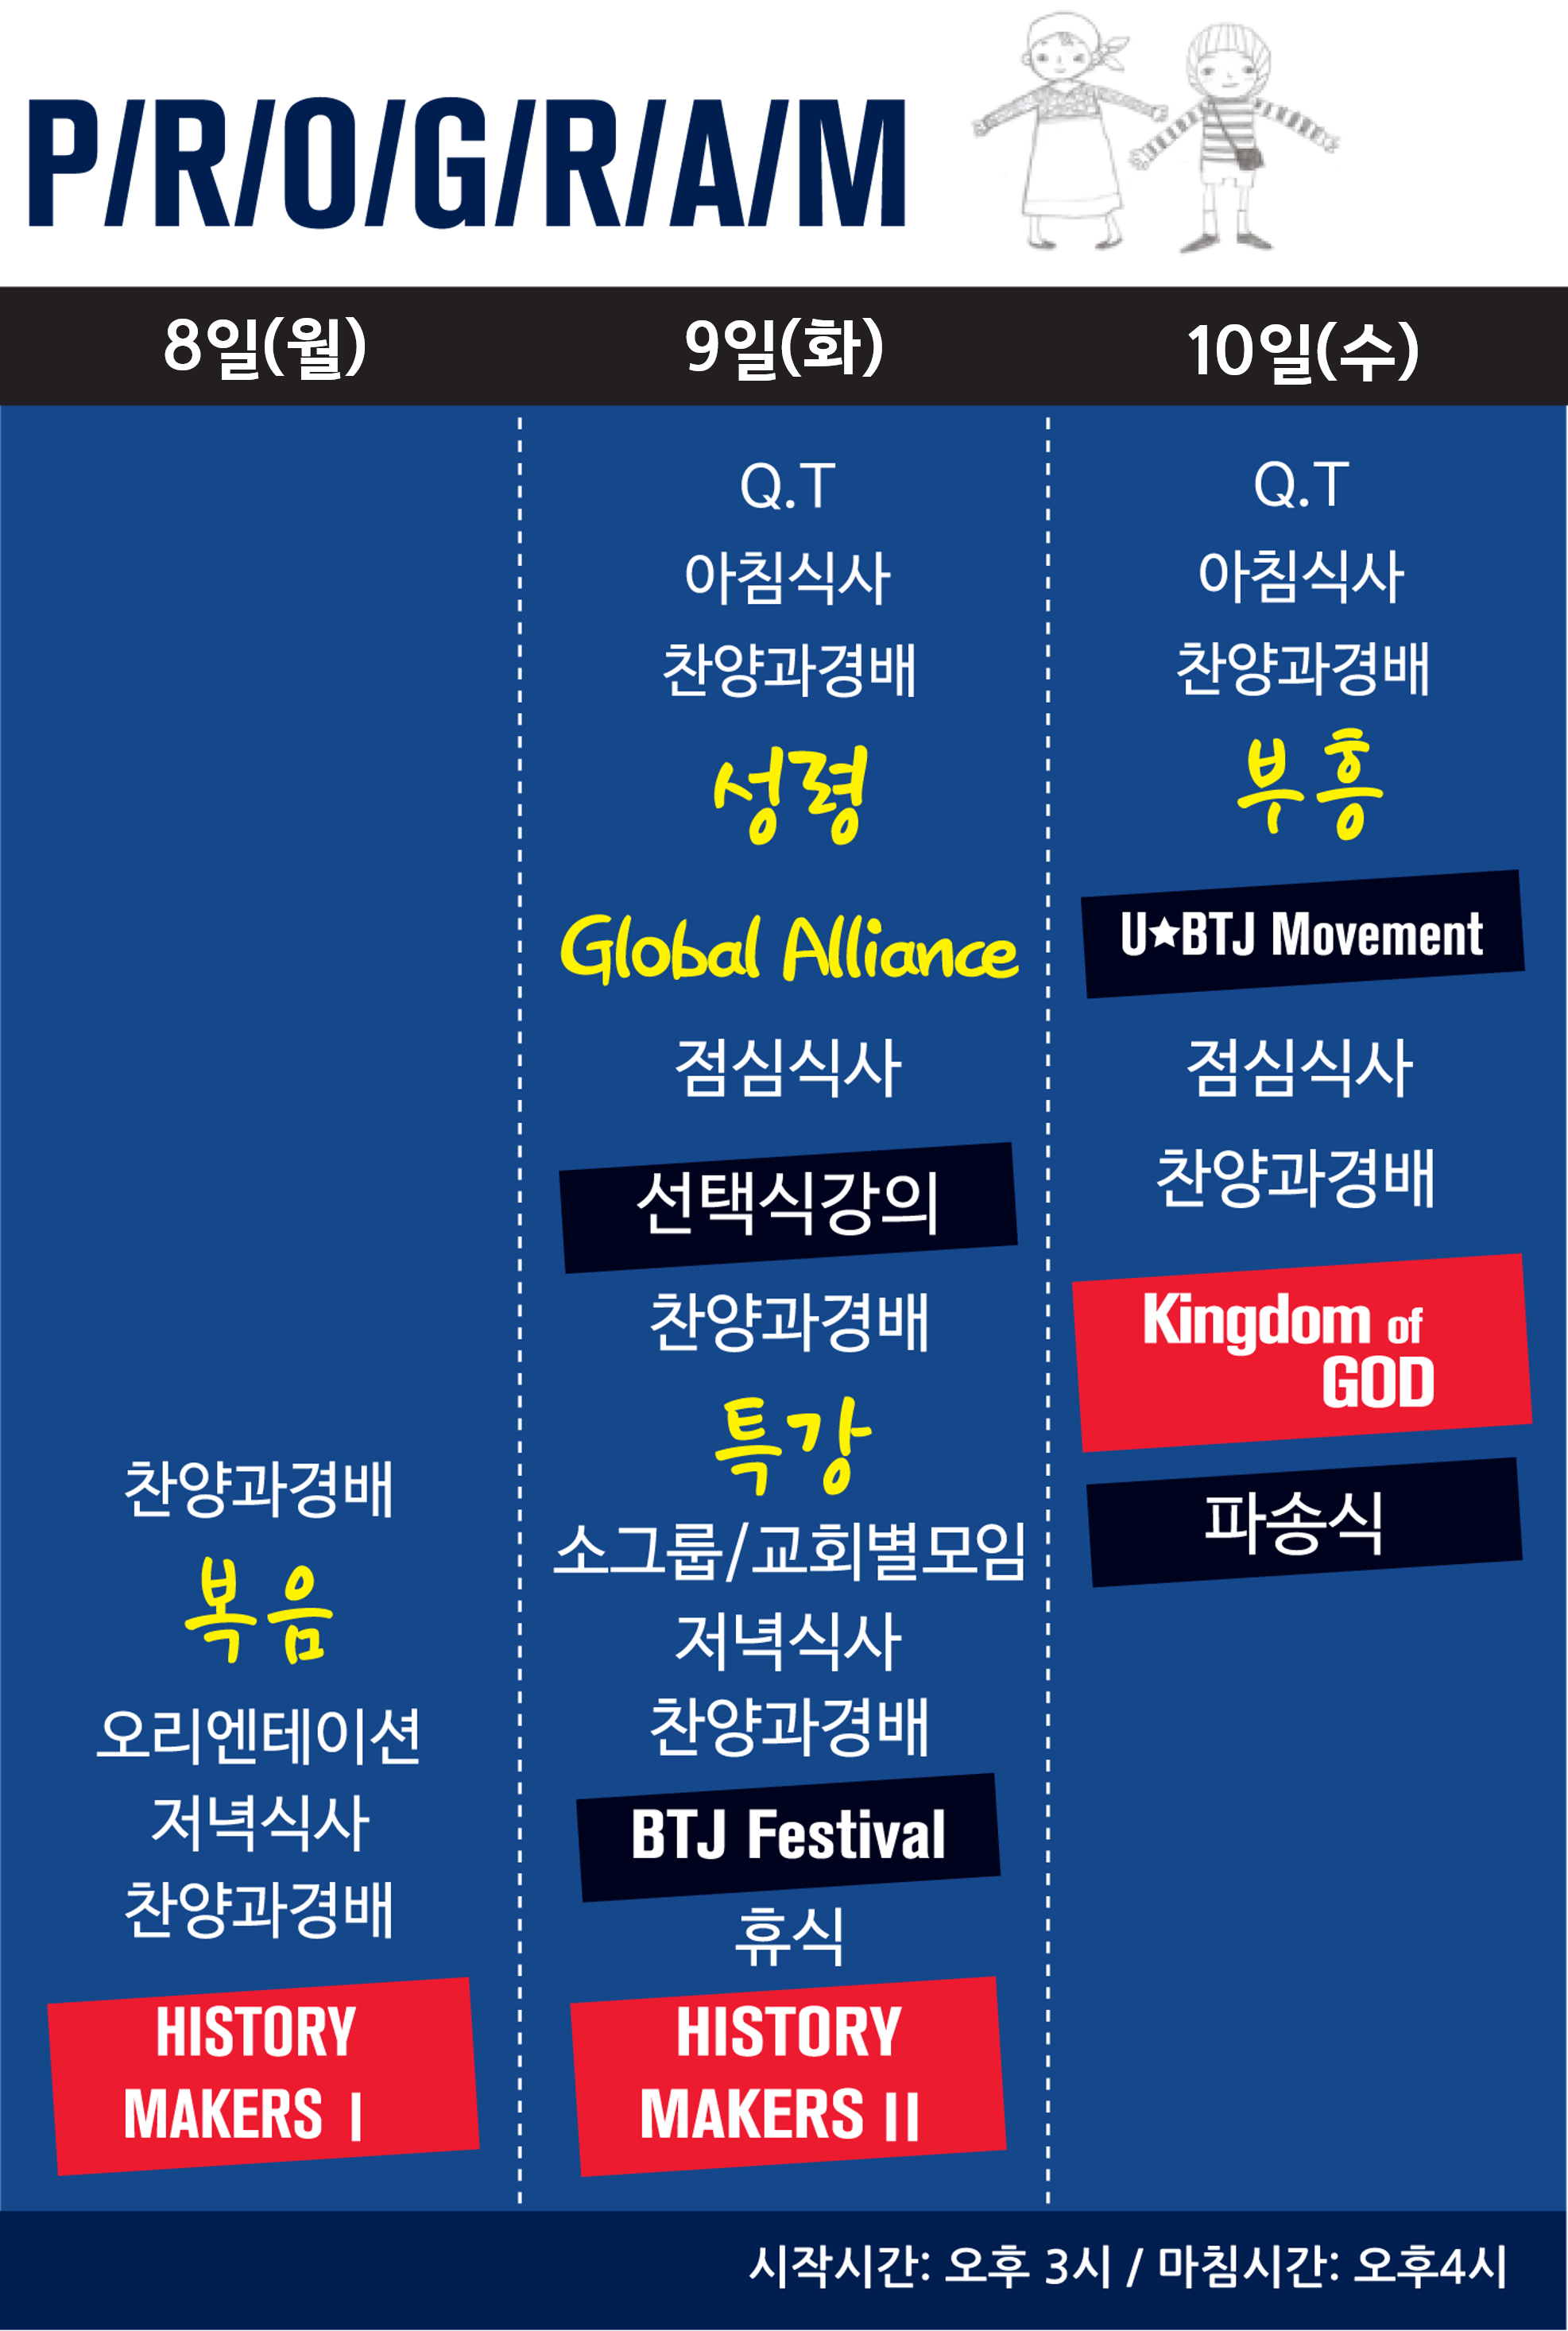 P/R/O/G/R/A/M
8일(월)
9일(화)
10일(수)
찬양과경배
복음
오리엔테이션
저녁식사
찬양과경배
HISTORY
MAKERS I
Q.T
아침식사
찬양과경배
성령
Global Alliance
점심식사
선택식강의
찬양과경배
특강
소그룹/교회별모임
저녁식사
찬양과경배
BTJ Festival
휴식
HISTORY
MAKERS II
Q.T
아침식사
찬양과경배
부흥
U★BTJ Movement
점심식사
찬양과경배
Kingdom of
GOD
파송식
시작시간: 오후 3시 / 마침시간: 오후4시